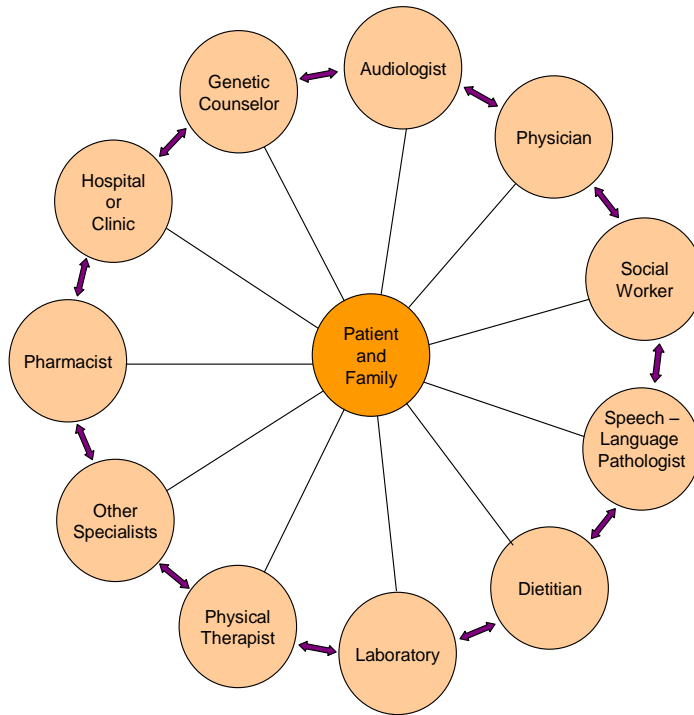 Audiologist
Genetic
Counselor
Physician
Hospital
or
Clinic
Social
Worker
Patient
and
Family
Pharmacist
Speech –
Language
Pathologist
Other
Specialists
Dietitian
Physical
Therapist
Laboratory